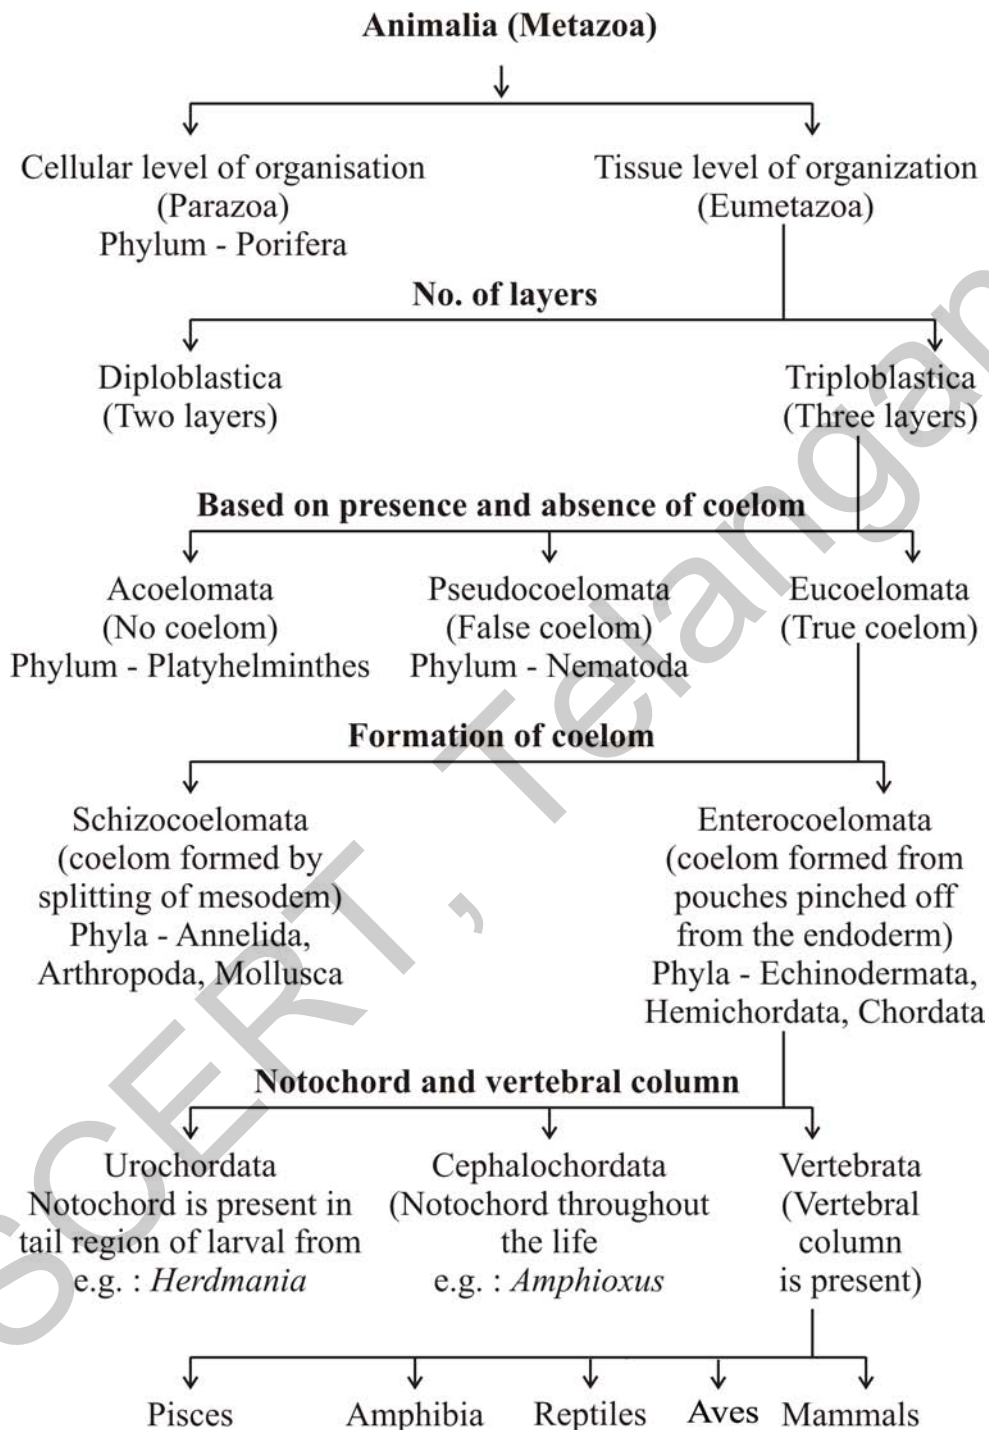 Animalia (Metazoa)
Cellular level of organisation
(Parazoa)
Phylum - Porifera
Tissue level of organization
(Eumetazoa)
No. of layers
Diploblastica
(Two layers)
Triploblastica
(Three layers)
Based on presence and absence of coelom
Acoelomata
(No coelom)
Phylum - Platyhelminthes
Pseudocoelomata
(False coelom)
Phylum - Nematoda
Eucoelomata
(True coelom)
Formation of coelom
Schizocoelomata
(coelom formed by
splitting of mesodem)
Phyla - Annelida,
Arthropoda, Mollusca
Enterocoelomata
(coelom formed from
pouches pinched off
from the endoderm)
Phyla - Echinodermata,
Hemichordata, Chordata
Notochord and vertebral column
Urochordata
Notochord is present in
tail region of larval from
e.g. : Herdmania
Cephalochordata
(Notochord throughout
the life
e.g. : Amphioxus
Vertebrata
(Vertebral
column
is present)
Pisces
Amphibia
Reptiles
Aves
Mammals
SCERT, Telangan